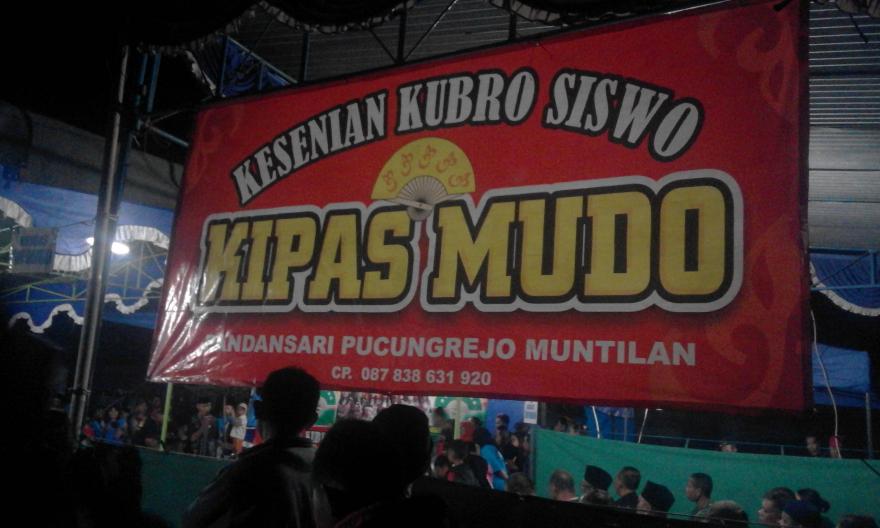 KESENIAN KUBRO SISWO
KIPAS MUDO
PUCUNGREJO MUNTILAN
CP. 087 838 631 920